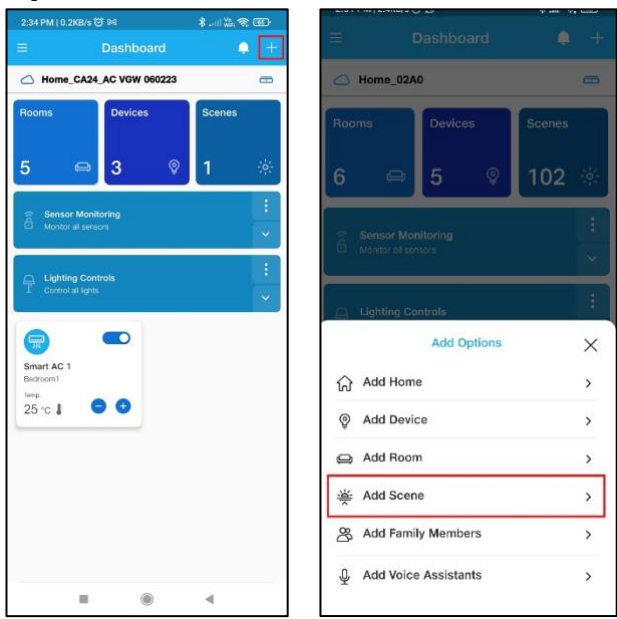 2:34 PM | 0.2KB/s
Dashboard
Home_CA24_AC VGW 060223
Rooms
Devices
Scenes
5
3
1
Sensor Monitoring
Monitor all sensors
Lighting Controls
Control all lights
Smart AC 1
Bedroom1
Temp.
25 °C
Dashboard
Home_02A0
Rooms
Devices
Scenes
6
5
102
Sensor Monitoring
Monitor all sensors
Lighting Controls
Add Options
Add Home
Add Device
Add Room
Add Scene
Add Family Members
Add Voice Assistants